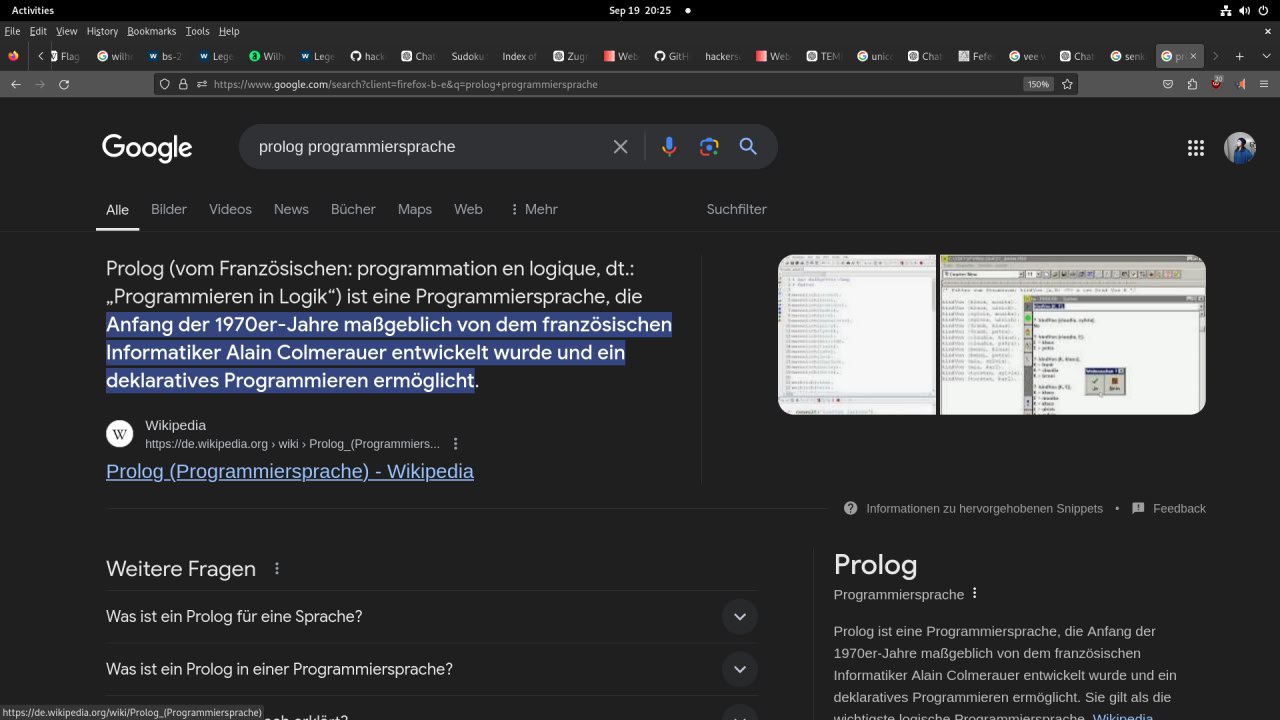 Activities
Sep 19 20:25
File Edit View History Bookmarks Tools Help
Flag wilh bs-2 Lege Wilh Lege hacke Chat Sudoku Index of Zugr Web GitH hackers Web TEM unic Chat Fefe vee v Chat senk pr
https://www.google.com/search?client=firefox-b-e&q=prolog+programmiersprache
150%
20
Google
prolog programmiersprache
Alle Bilder Videos News Bücher Maps Web Mehr Suchfilter
Prolog (vom Französischen: programmation en logique, dt.:
„Programmieren in Logik") ist eine Programmiersprache, die
Anfang der 1970er-Jahre maßgeblich von dem französischen
Informatiker Alain Colmerauer entwickelt wurde und ein
deklaratives Programmieren ermöglicht.
Wikipedia
https://de.wikipedia.org › wiki › Prolog_(Programmiers...
Prolog (Programmiersprache) - Wikipedia
Informationen zu hervorgehobenen Snippets • Feedback
Weitere Fragen
Was ist ein Prolog für eine Sprache?
Was ist ein Prolog in einer Programmiersprache?
erklärt?
Prolog
Programmiersprache
Prolog ist eine Programmiersprache, die Anfang der
1970er-Jahre maßgeblich von dem französischen
Informatiker Alain Colmerauer entwickelt wurde und ein
deklaratives Programmieren ermöglicht. Sie gilt als die
wichtigste logische Programmiersprache. Wikipedia
https://de.wikipedia.org/wiki/Prolog_(Programmiersprache)